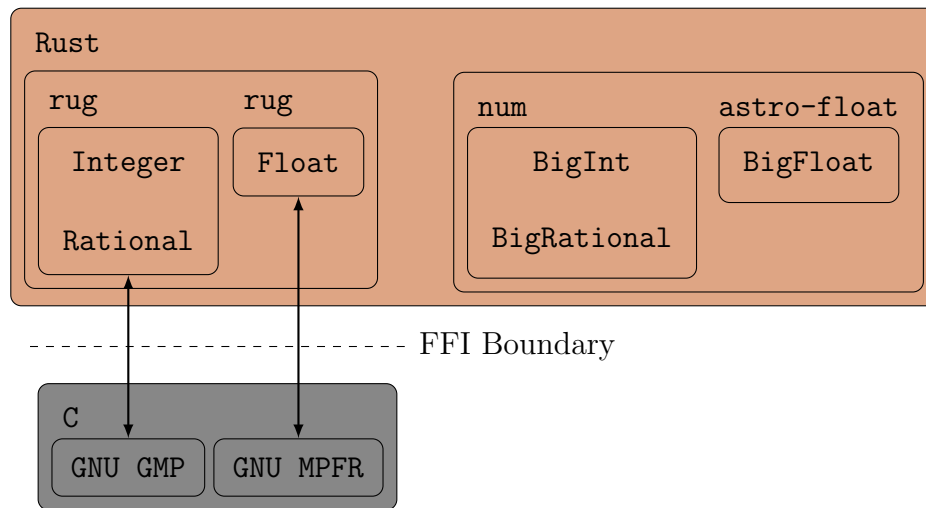 Rust
rug rug
Integer Float
Rational
num astro-float
BigInt BigFloat
BigRational
FFI Boundary
C
GNU GMP GNU MPFR